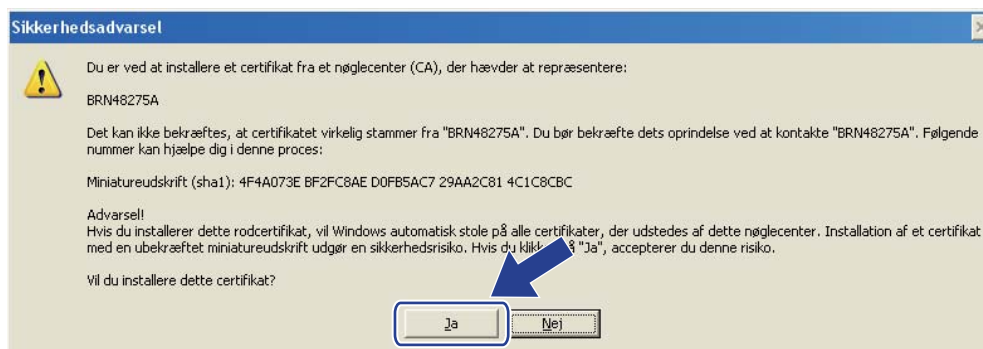 Sikkerhedsadvarsel
Du er ved at installere et certifikat fra et nøglecenter (CA), der hævder at repræsentere:
BRN48275A
Det kan ikke bekræftes, at certifikatet virkelig stammer fra "BRN48275A". Du bør bekræfte dets oprindelse ved at kontakte "BRN48275A". Følgende
nummer kan hjælpe dig i denne proces:
Miniatureudskrift (sha1): 4F4A073E BF2FC8AE D0FB5AC7 29AA2C81 4C1C8CBC
Advarsel!
Hvis du installerer dette rodcertifikat, vil Windows automatisk stole på alle certifikater, der udstedes af dette nøglecenter. Installation af et certifikat
med en ubekræftet miniatureudskrift udgør en sikkerhedsrisiko. Hvis du på "Ja", accepterer du denne risiko.
Vil du installere dette certifikat?
Ja
Nej